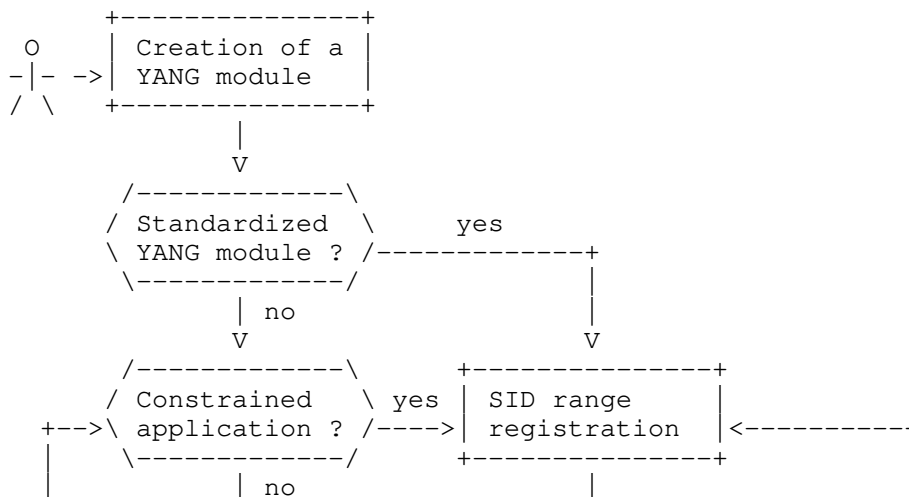 Creation of a
YANG module
Standardized
YANG module ?
yes
no
Constrained
application ?
yes
SID range
registration
no